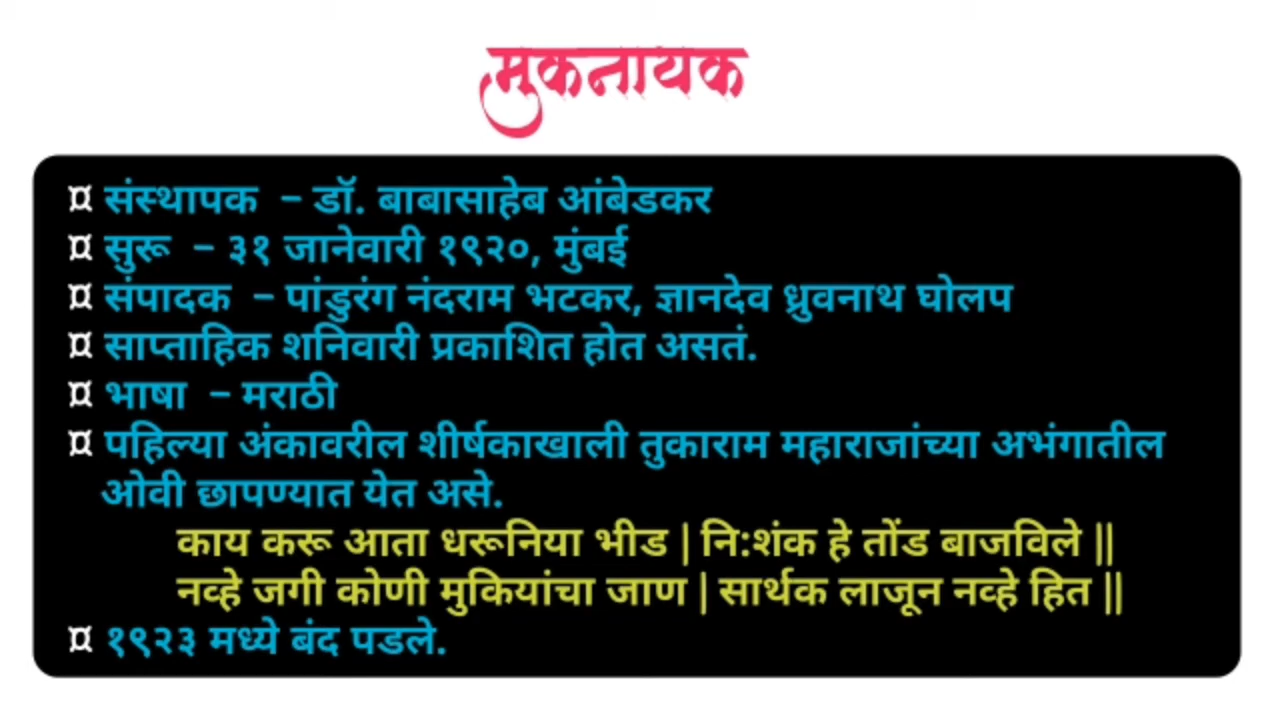 मुकनायक
¤ संस्थापक – डॉ. बाबासाहेब आंबेडकर
¤ सुरू – ३१ जानेवारी १९२०, मुंबई
¤ संपादक – पांडुरंग नंदराम भटकर, ज्ञानदेव ध्रुवनाथ घोलप
¤ साप्ताहिक शनिवारी प्रकाशित होत असतं.
¤ भाषा – मराठी
¤ पहिल्या अंकावरील शीर्षकाखाली तुकाराम महाराजांच्या अभंगातील
ओवी छापण्यात येत असे.
काय करू आता धरूनिया भीड | नि:शंक हे तोंड बाजविले ||
नव्हे जगी कोणी मुकियांचा जाण | सार्थक लाजून नव्हे हित ||
¤ १९२३ मध्ये बंद पडले.